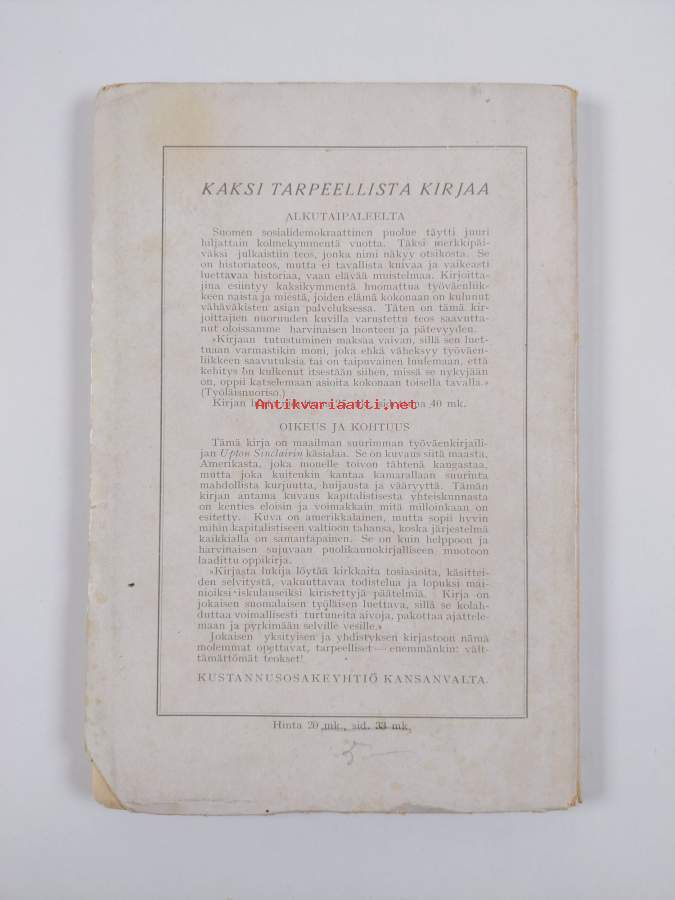 KAKSI TARPEELLISTA KIRJAA
ALKUTAIPALEELTA
Suomen sosialidemokraattinen puolue täytti juuri
hiljattain kolmekymmentä vuotta. Täksi merkkipäi-
väksi julkaistiin teos, jonka nimi näkyy otsikosta. Se
on historiateos, mutta ei tavallista kuivaa ja vaikeasti
luettavaa historiaa, vaan elävää muistelmaa. Kirjoitta-
jina esiintyy kaksikymmentä huomattua työväenliik-
keen naista ja miestä, joiden elämä kokonaan on kulunut
vähäväkisten asian palveluksessa. Täten on tämä kir-
joittajien nuoruuden kuvilla varustettu teos saavutta-
nut oloissamme harvinaisen luonteen ja pätevyyden.
»Kirjaan tutustuminen maksaa vaivan, sillä sen luet-
tuaan varmastikin moni, joka ehkä väheksyy työväen-
liikkeen saavutuksia tai on taipuvainen luulemaan, että
kehitys on kulkenut itsestään siihen, missä se nykyjään
on, oppii katselemaan asioita kokonaan toisella tavalla.»
(Työläisnuoriso.)
Kirjan hinta 25 mk, sid. 40 mk.
Antikvariaatti.net
OIKEUS JA KOHTUUS
Tämä kirja on maailman suurimman työväenkirjaili-
jan Upton Sinclairin käsialaa. Se on kuvaus siitä maasta,
Amerikasta, joka monelle toivon tähtenä kangastaa,
mutta joka kuitenkin kantaa kamarallaan suurinta
mahdollista kurjuutta, huijausta ja vääryyttä. Tämän
kirjan antama kuvaus kapitalistisesta yhteiskunnasta
on kenties eloisin ja voimakkain mitä milloinkaan on
esitetty. Kuva on amerikkalainen, mutta sopii hyvin
mihin kapitalistiseen valtioon tahansa, koska järjestelmä
kaikkialla on samantapainen. Se on kuin helppoon ja
harvinaisen sujuvaan puolikaunokirjalliseen muotoon
laadittu oppikirja.
»Kirjasta lukija löytää kirkkaita tosiasioita, käsittei-
den selvitystä, vakuuttavaa todistelua ja lopuksi mai-
nioiksi iskulauseiksi kiristettyjä päätelmiä. Kirja on
jokaisen suomalaisen työläisen luettava, sillä se kolah-
duttaa voimallisesti turtuneita aivoja, pakottaa ajattele-
maan ja pyrkimään selville vesille.»
Jokaisen yksityisen ja yhdistyksen kirjastoon nämä
molemmat opettavat, tarpeelliset — enemmänkin: vält-
tämättömät teokset!
KUSTANNUSOSAKEYHTIÖ KANSANVALTA.
Hinta 20 mk., sid. 33 mk.
5 —